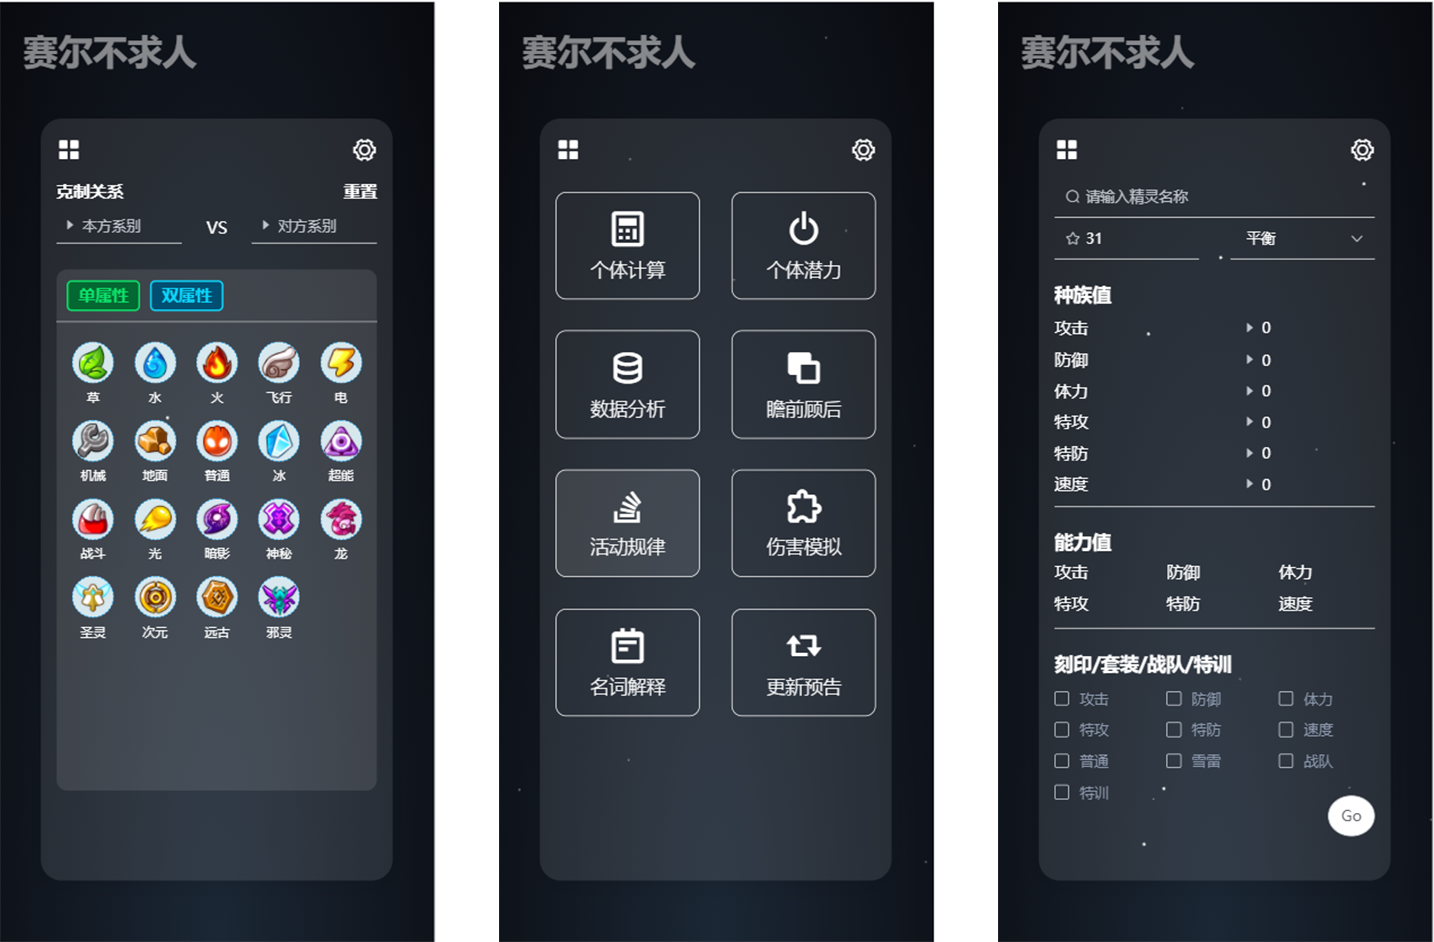 赛尔不求人
克制关系 重置
本方系别 VS 对方系别
单属性 双属性
草 水 火 飞行 电
机械 地面 普通 冰 超能
战斗 光 暗影 神秘 龙
圣灵 次元 远古 邪灵
赛尔不求人
个体计算 个体潜力
数据分析 瞻前顾后
活动规律 伤害模拟
名词解释 更新预告
赛尔不求人
请输入精灵名称
31 平衡
种族值
攻击 0
防御 0
体力 0
特攻 0
特防 0
速度 0
能力值
攻击 防御 体力
特攻 特防 速度
刻印/套装/战队/特训
攻击 防御 体力
特攻 特防 速度
普通 雪雷 战队
特训
Go